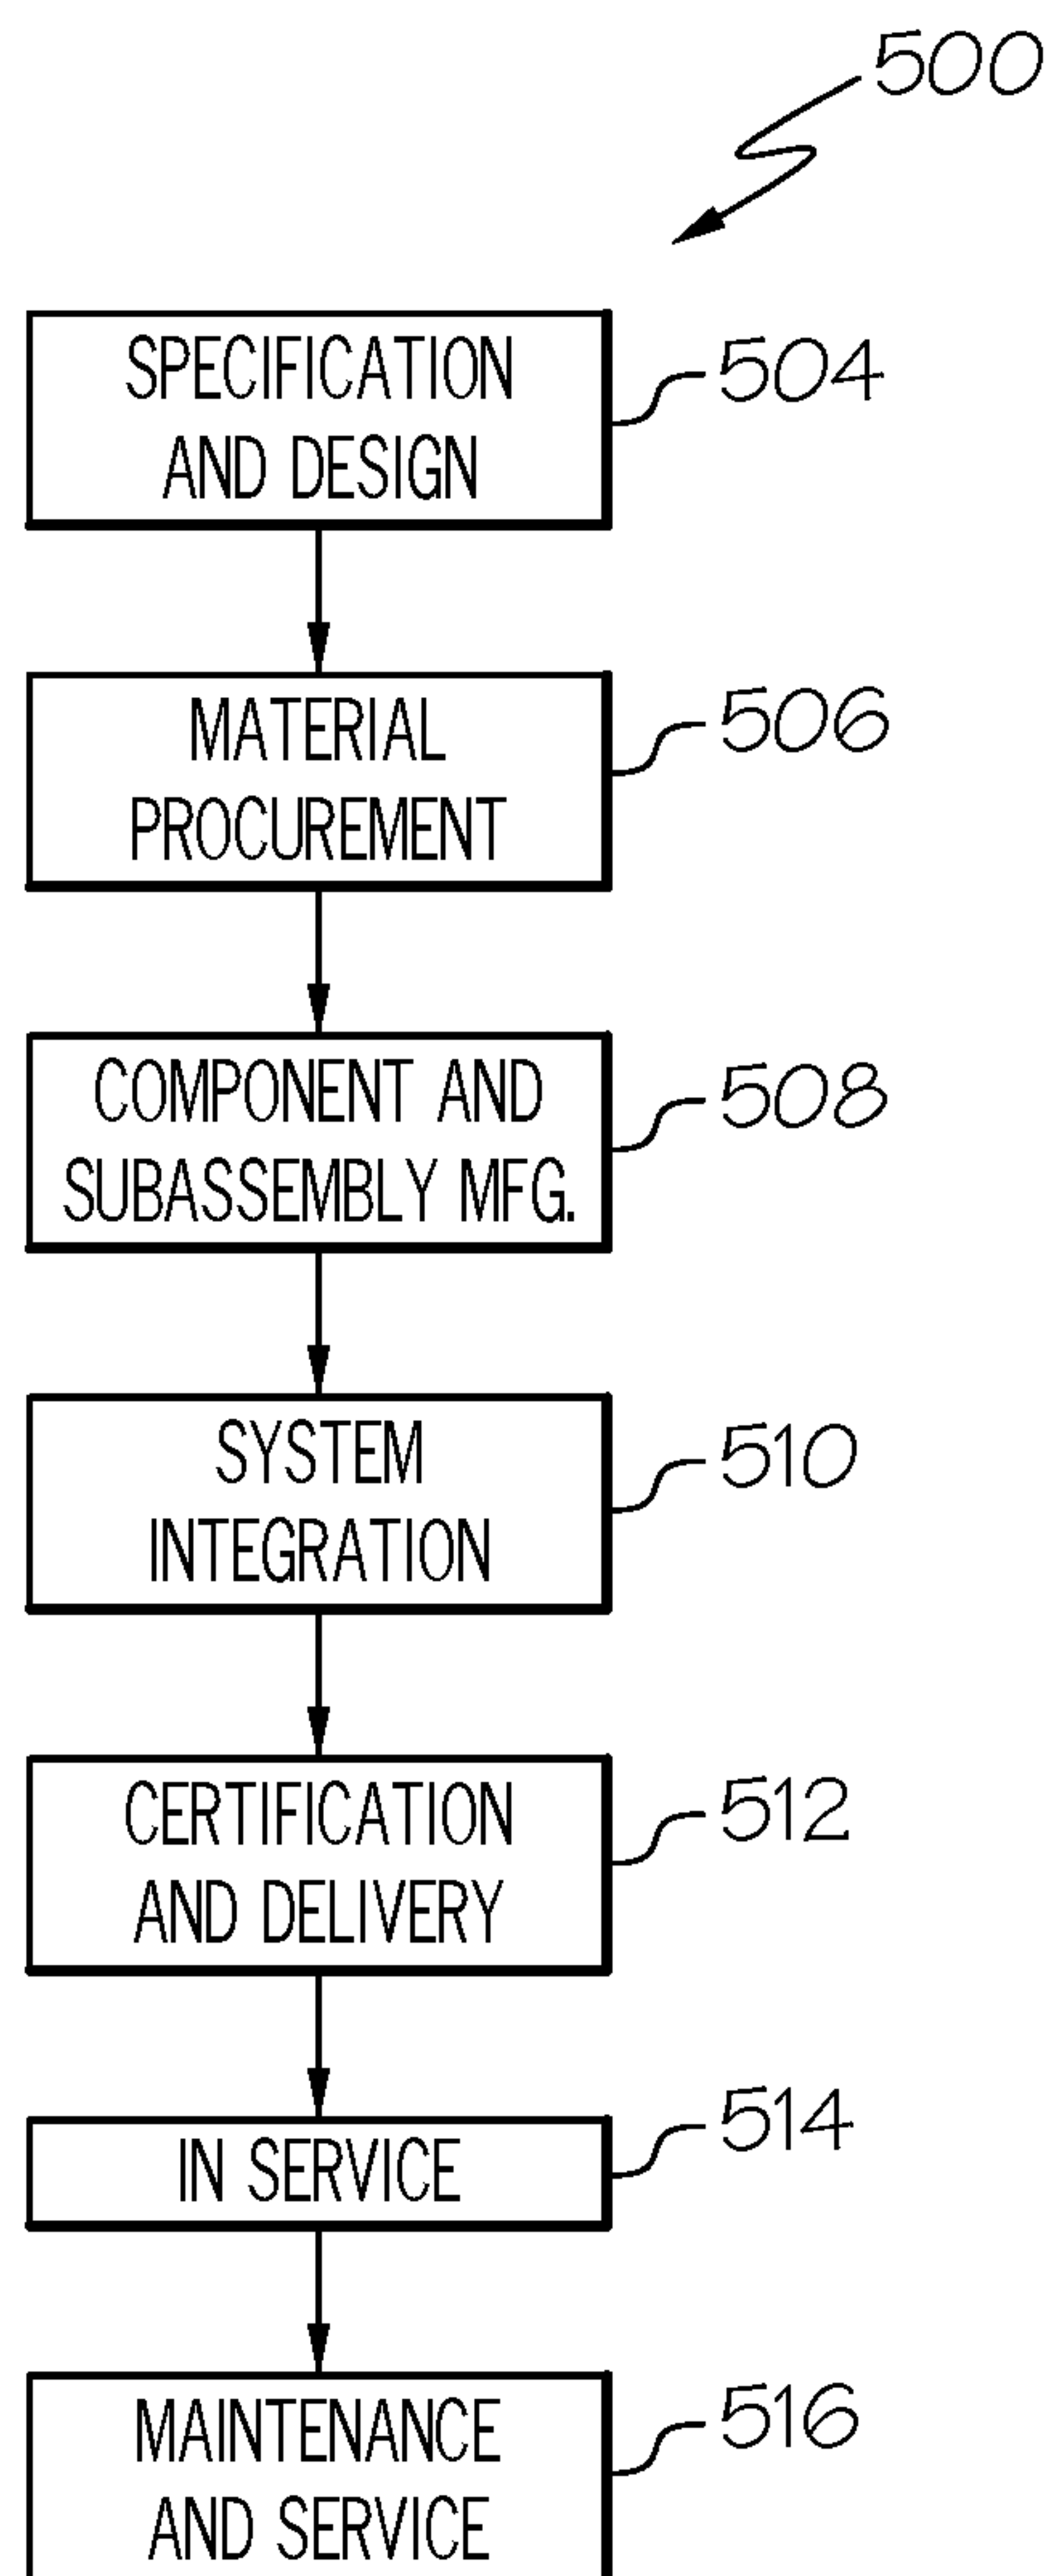 500
SPECIFICATION
AND DESIGN
504
MATERIAL
PROCUREMENT
506
COMPONENT AND
SUBASSEMBLY MFG.
508
SYSTEM
INTEGRATION
510
CERTIFICATION
AND DELIVERY
512
IN SERVICE
514
MAINTENANCE
AND SERVICE
516